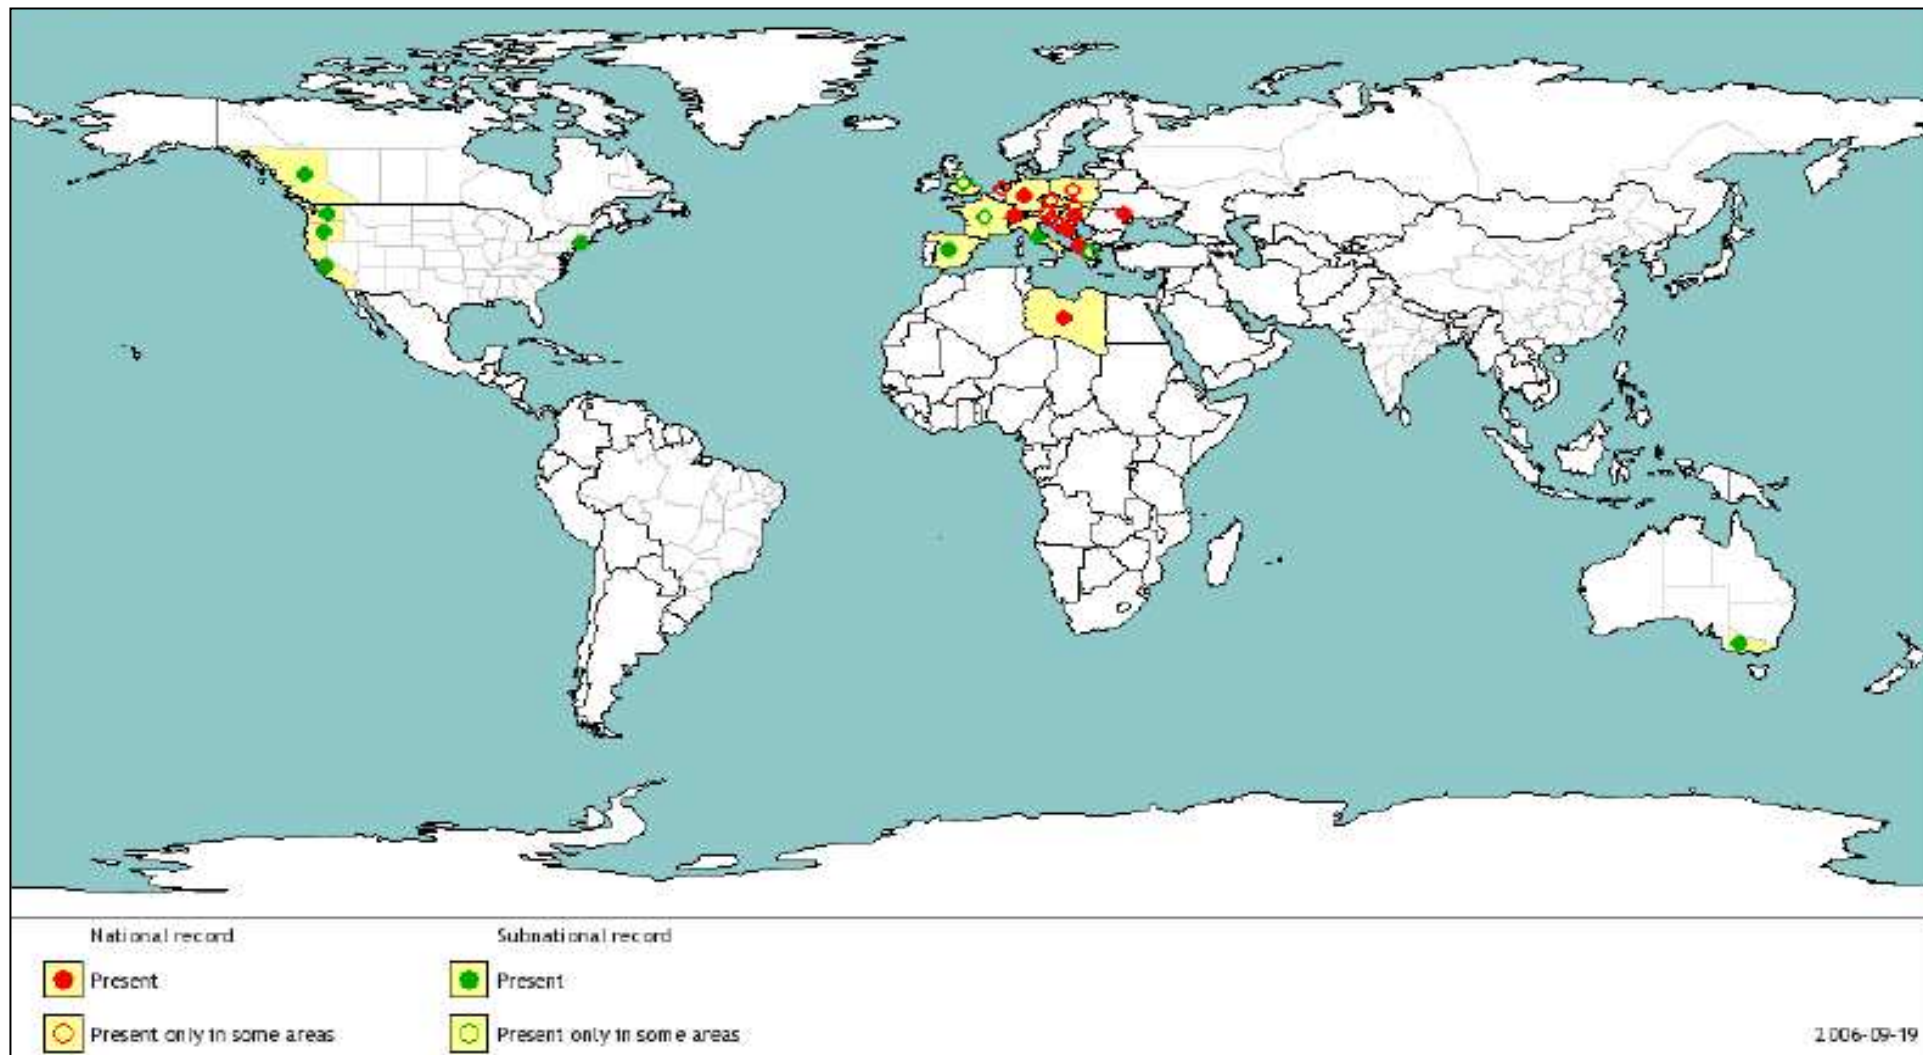 National record
Subnational record
Present
Present
Present only in some areas
Present only in some areas
2006-09-19